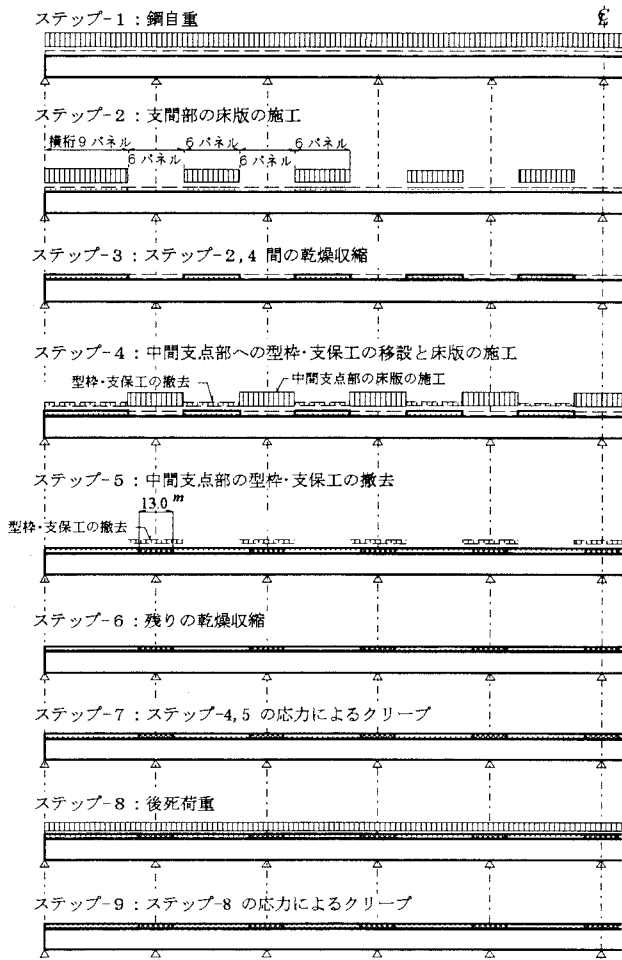 ステップ-1：鋼自重
℄
ステップ-2：支間部の床版の施工
横桁9パネル 6パネル 6パネル
6パネル 6パネル
ステップ-3：ステップ-2,4 間の乾燥収縮
ステップ-4：中間支点部への型枠･支保工の移設と床版の施工
型枠･支保工の撤去 中間支点部の床版の施工
ステップ-5：中間支点部の型枠･支保工の撤去
13.0 m
型枠･支保工の撤去
ステップ-6：残りの乾燥収縮
ステップ-7：ステップ-4,5 の応力によるクリープ
ステップ-8：後死荷重
ステップ-9：ステップ-8 の応力によるクリープ